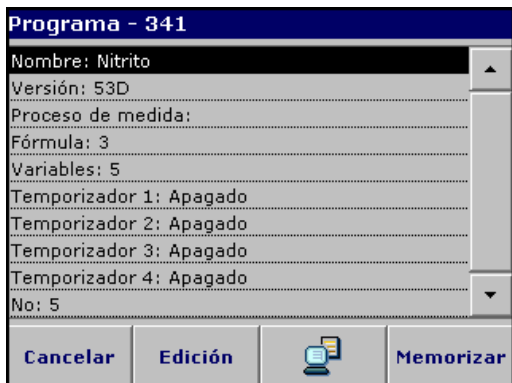 Programa - 341
Nombre: Nitrito
Versión: 53D
Proceso de medida:
Fórmula: 3
Variables: 5
Temporizador 1: Apagado
Temporizador 2: Apagado
Temporizador 3: Apagado
Temporizador 4: Apagado
No: 5
Cancelar
Edición
Memorizar